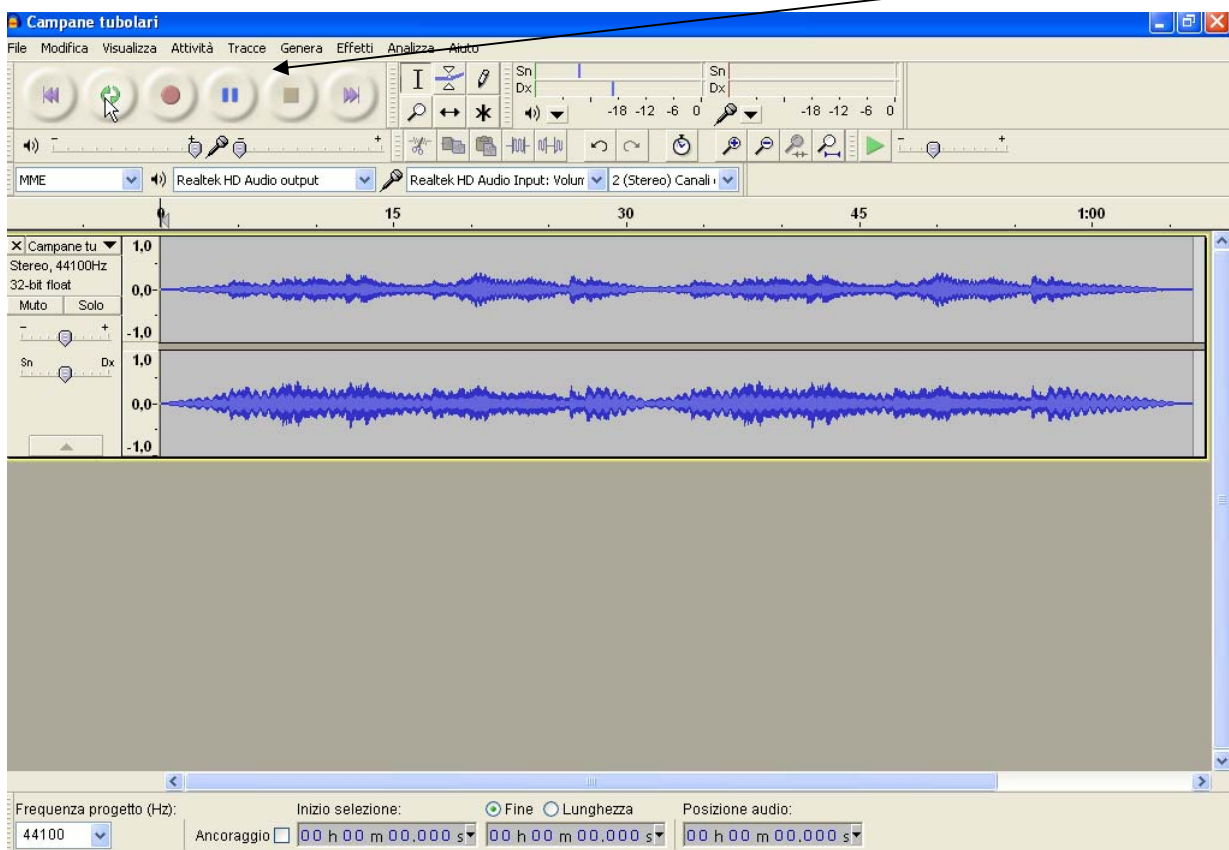 Campane tubolari
File Modifica Visualizza Attività Tracce Genera Effetti Analizza Aiuto
Sn Sn
Dx Dx
-18 -12 -6 0 -18 -12 -6 0
- + - + - +
MME Realtek HD Audio output Realtek HD Audio Input: Volum 2 (Stereo) Canali
0 15 30 45 1:00
Campane tu 1,0
Stereo, 44100Hz
32-bit float 0,0-
Muto Solo
- + -1,0
Sn Dx 1,0
0,0-
-1,0
Frequenza progetto (Hz): Inizio selezione: Fine Lunghezza Posizione audio:
44100 Ancoraggio 00 h 00 m 00,000 s 00 h 00 m 00,000 s 00 h 00 m 00,000 s